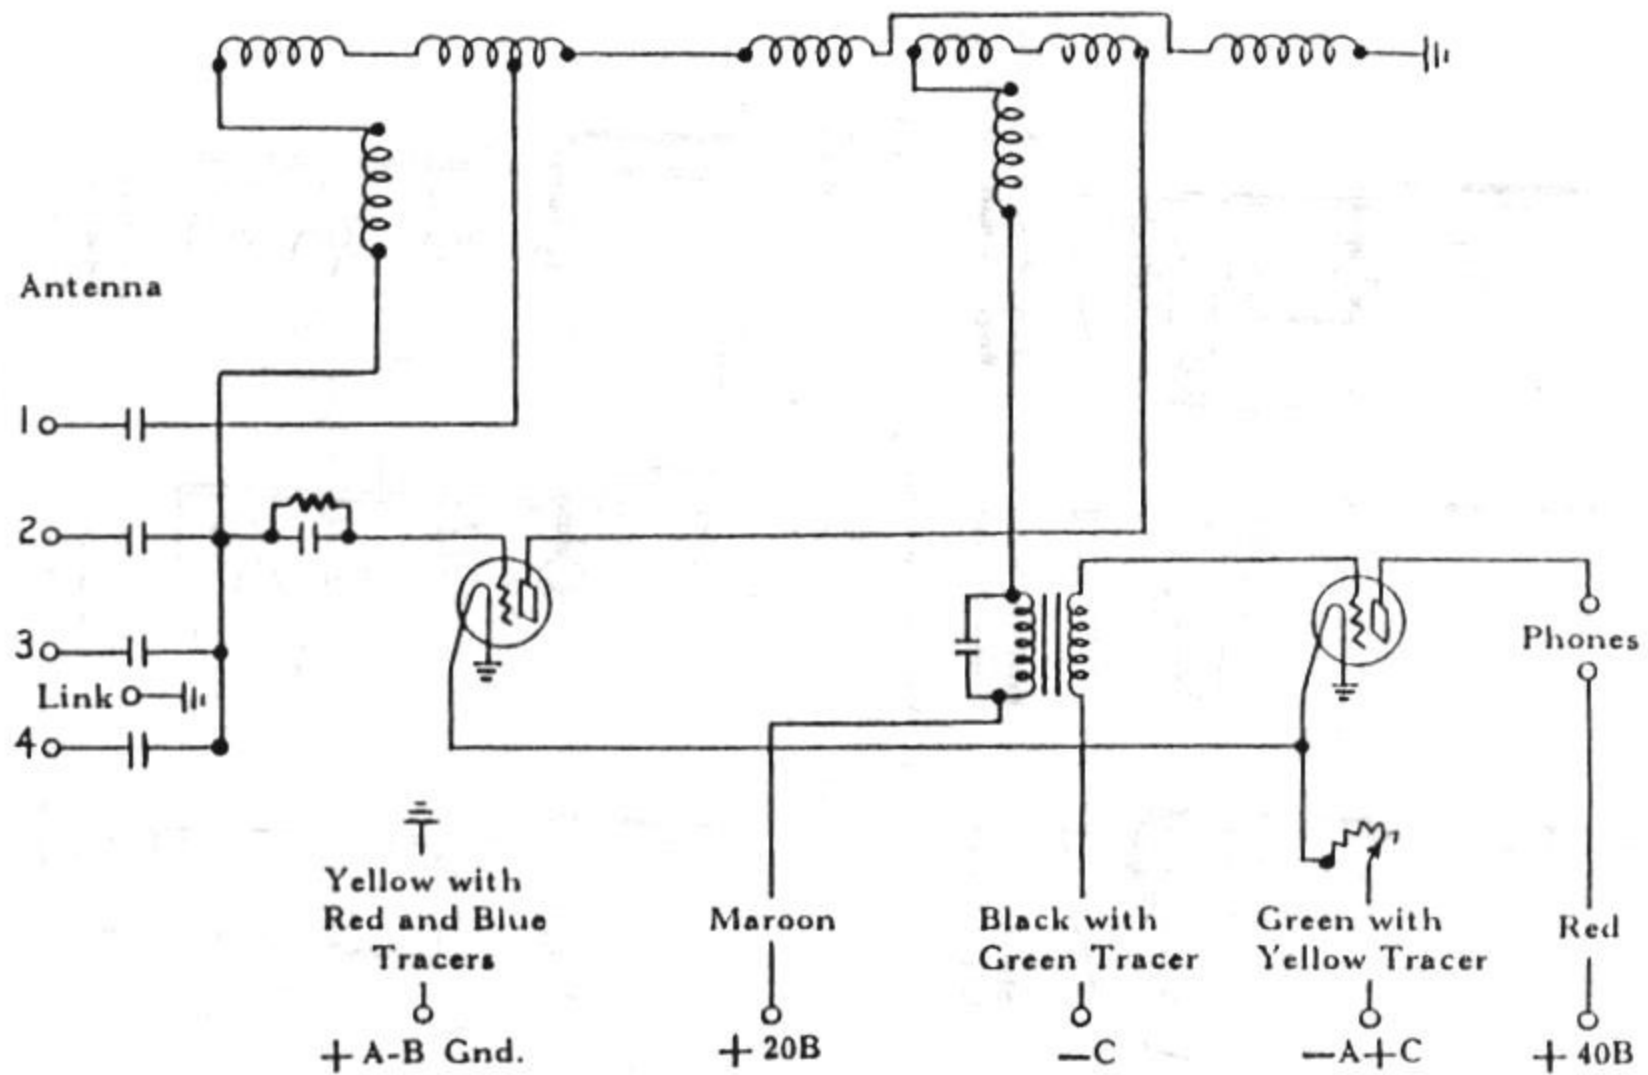 Antenna
1
2
3
Link
4
Yellow with
Red and Blue
Tracers
+ A-B Gnd.
Maroon
+ 20B
Black with
Green Tracer
-C
Green with
Yellow Tracer
-A+C
Phones
Red
+ 40B